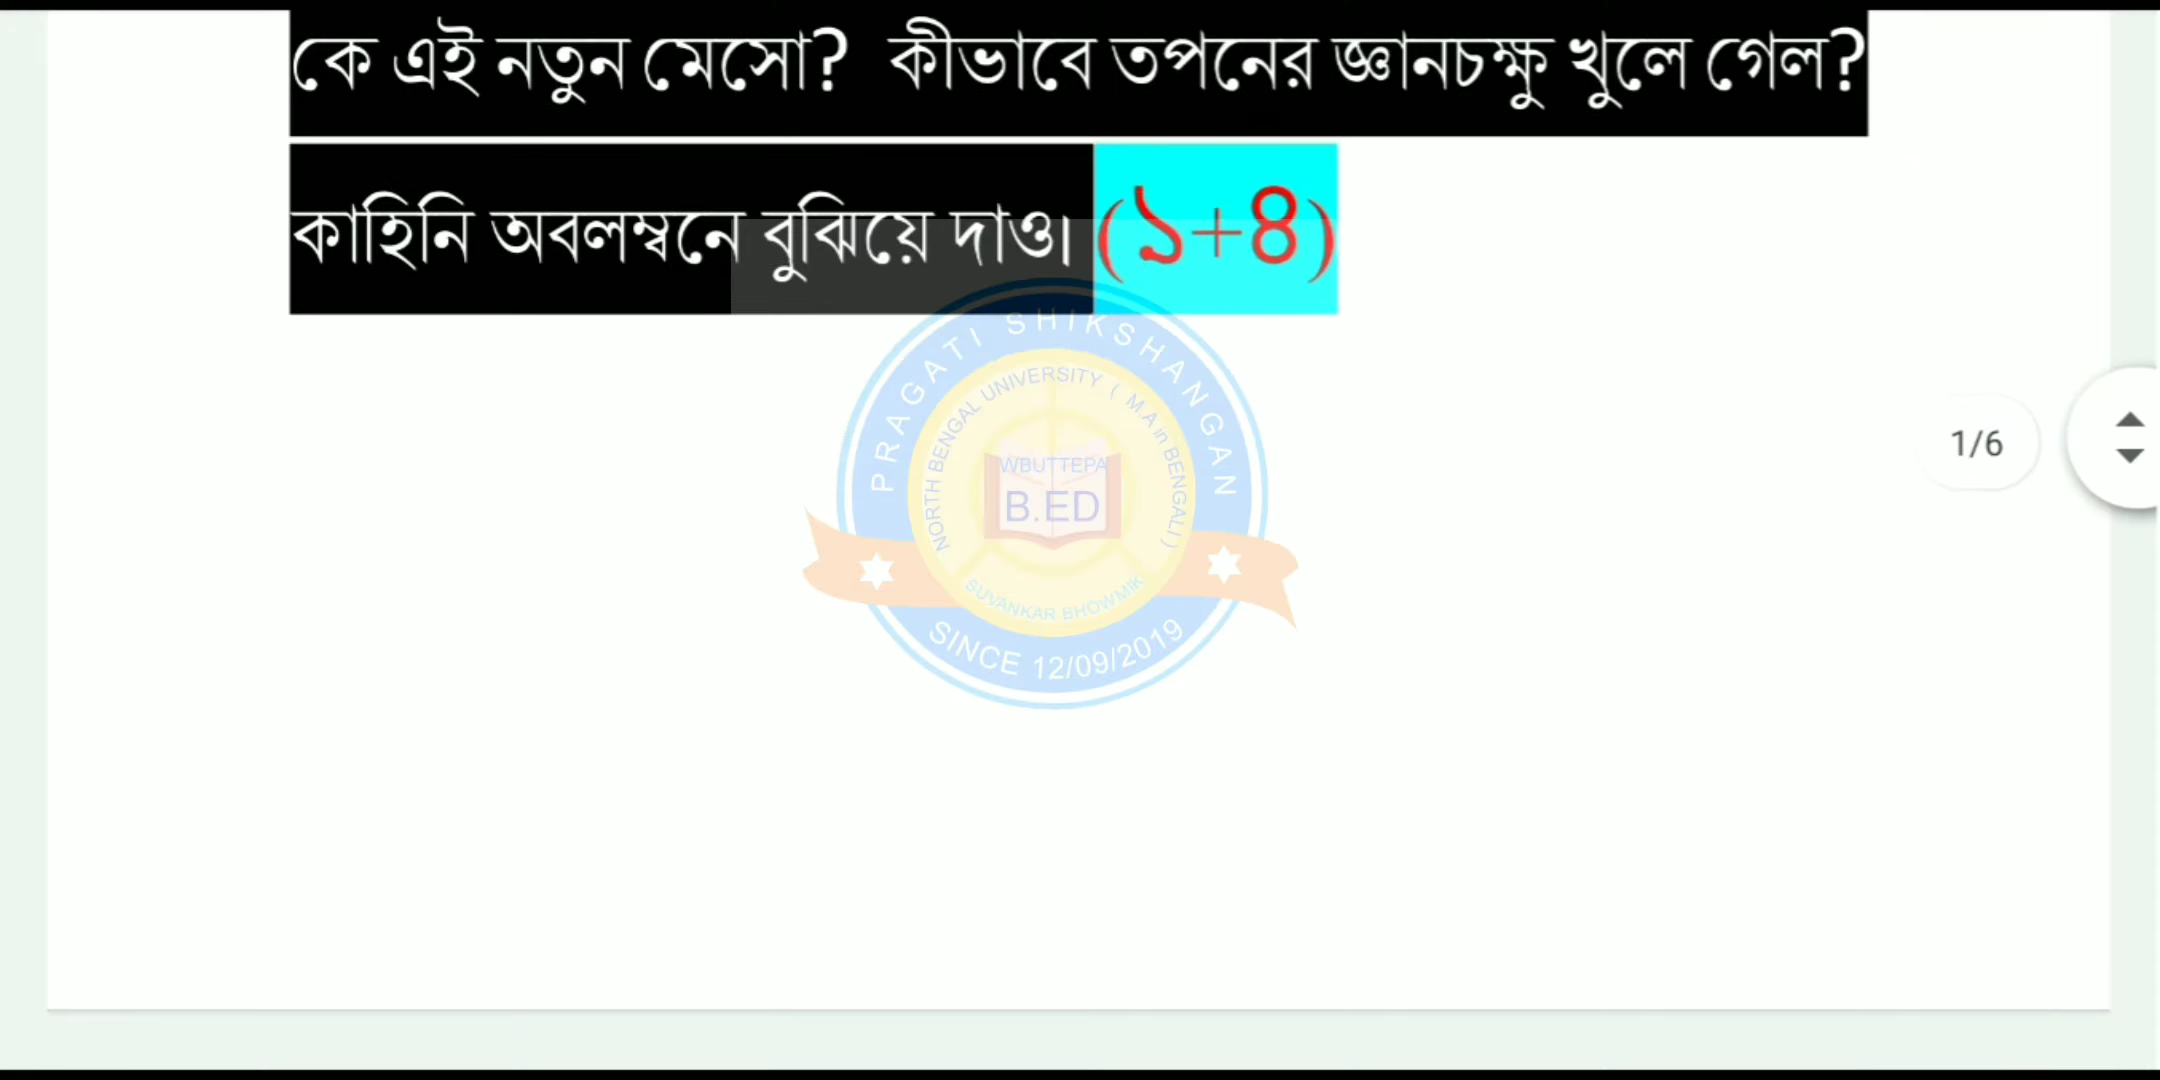 কে এই নতুন মেসো? কীভাবে তপনের জ্ঞানচক্ষু খুলে গেল?
কাহিনি অবলম্বনে বুঝিয়ে দাও। (১+৪)
PRAGATI SHIKSHANGAN
NORTH BENGAL UNIVERSITY ( M.A in BENGALI )
WBUTTEPA
B.ED
SUVANKAR BHOWMIK
SINCE 12/09/2019
1/6